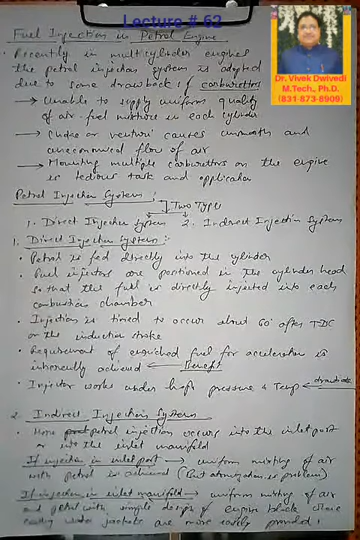 Lecture # 62
Fuel Injection in Petrol Engine
Dr. Vivek Dwivedi
M.Tech, Ph.D.
(831-873-8909)
• Recently in multicylinder engines
the petrol injection system is adopted
due to some drawbacks of carburettors
→ Unable to supply uniform quality
of air-fuel mixture in each cylinder
→ Choke or venturi causes and
uneconomical flow of air
→ Mounting multiple carburettors on the engine
is tedious task and application
Petrol Injection System :-
Two Type
1. Direct Injection System 2. Indirect Injection System
1. Direct Injection System :-
• Petrol is fed directly into the cylinder
• Fuel injectors are positioned in the cylinder head
so that the fuel is directly injected into each
combustion chamber
• Injection is timed to occur about 60° after TDC
on the induction stroke
• Requirement of enriched fuel for acceleration is
achieved ← Benefit
• Injector works under high pressure & Temp ←
2. Indirect Injection System
• Here petrol injection occurs into the inlet port
or into the inlet manifold
If injection in inlet port → uniform mixing of air
with petrol is achieved (But atomization is problem)
If injection in inlet manifold → uniform mixing of air
and petrol with simple design of engine block where
water jackets are more easily provided.